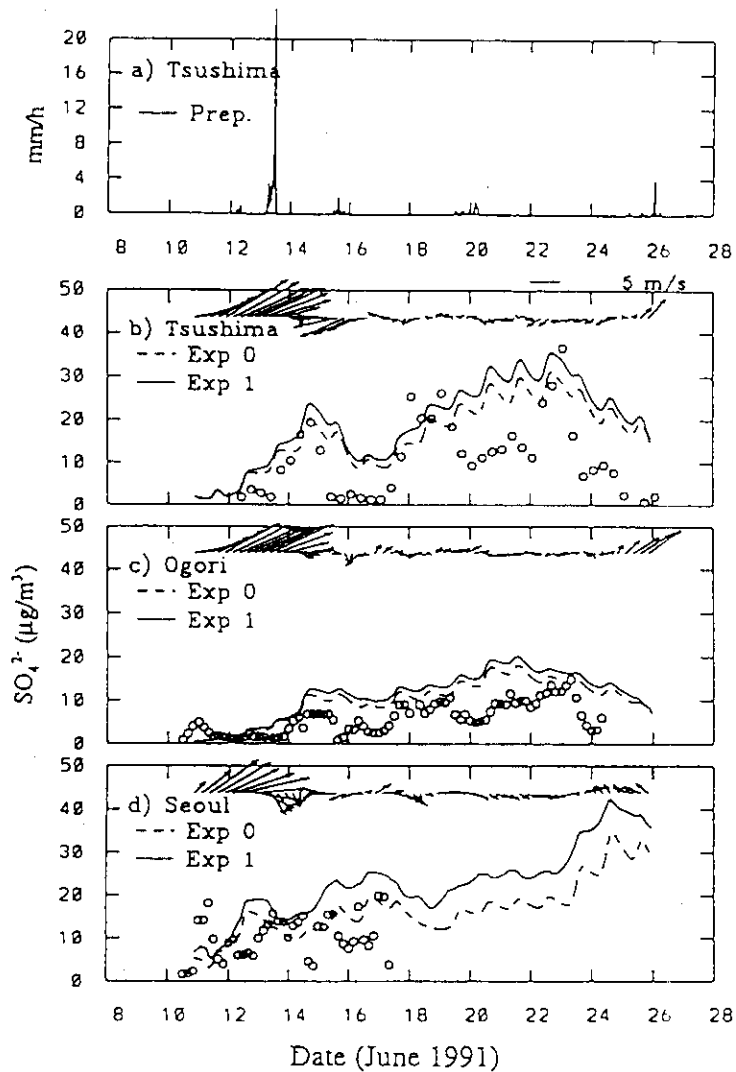 20
16
12
8
4
0
mm/h
a) Tsushima
Prep.
8 10 12 14 16 18 20 22 24 26 28
5 m/s
50
40
30
20
10
0
b) Tsushima
Exp 0
Exp 1
50
40
30
20
10
0
c) Ogori
Exp 0
Exp 1
SO₄²⁻ (μg/m³)
50
40
30
20
10
0
d) Seoul
Exp 0
Exp 1
8 10 12 14 16 18 20 22 24 26 28
Date (June 1991)